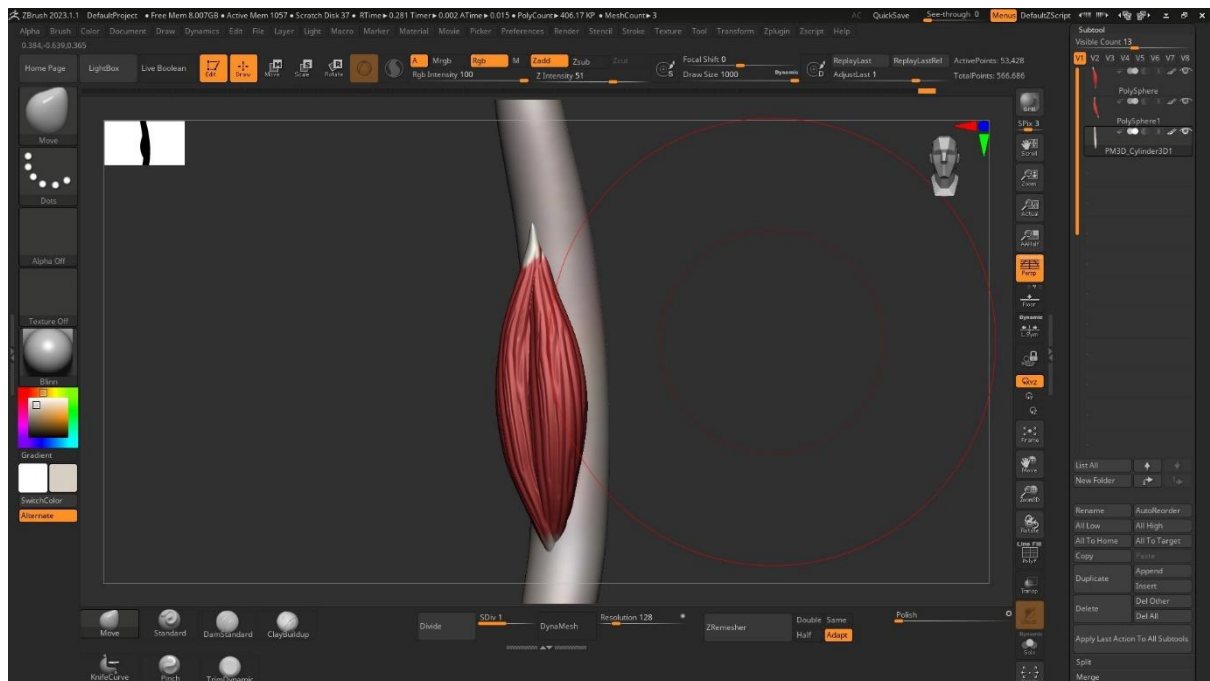 ZBrush 2023.1.1 DefaultProject • Free Mem 8.007GB • Active Mem 1057 • Scratch Disk 37 • RTime▸ 0.281 Timer▸ 0.002 ATime▸ 0.015 • PolyCount▸ 406.17 KP • MeshCount▸ 3 AC QuickSave See-through 0 Menus DefaultZScript
Alpha Brush Color Document Draw Dynamics Edit File Layer Light Macro Marker Material Movie Picker Preferences Render Stencil Stroke Texture Tool Transform Zplugin Zscript Help
0.384,-0.639,0.365
Home Page LightBox Live Boolean Edit Draw Move Scale Rotate A Mrgb Rgb M Zadd Zsub Zcut Focal Shift 0 ReplayLast ReplayLastRel ActivePoints: 53,428
Rgb Intensity 100 Z Intensity 51 S Draw Size 1000 Dynamic D AdjustLast 1 TotalPoints: 566.686
Move
Dots
Alpha Off
Texture Off
Blinn
Gradient
SwitchColor
Alternate
BPR
SPix 3
Scroll
Zoom
Actual
AAHalf
Persp
Floor
Dynamic
L.Sym
Qxyz
Frame
Move
Zoom3D
Rotate
Line Fill
PolyF
Transp
Dynamic
Solo
Subtool
Visible Count 13
V1 V2 V3 V4 V5 V6 V7 V8
PolySphere
PolySphere1
PM3D_Cylinder3D1
List All
New Folder
Rename AutoReorder
All Low All High
All To Home All To Target
Copy Paste
Duplicate Append
Insert
Delete Del Other
Del All
Apply Last Action To All Subtools
Split
Merge
Move Standard DamStandard ClayBuildup
KnifeCurve Pinch TrimDynamic
Divide SDiv 1 DynaMesh Resolution 128 ZRemesher Double Same
Half Adapt
Polish